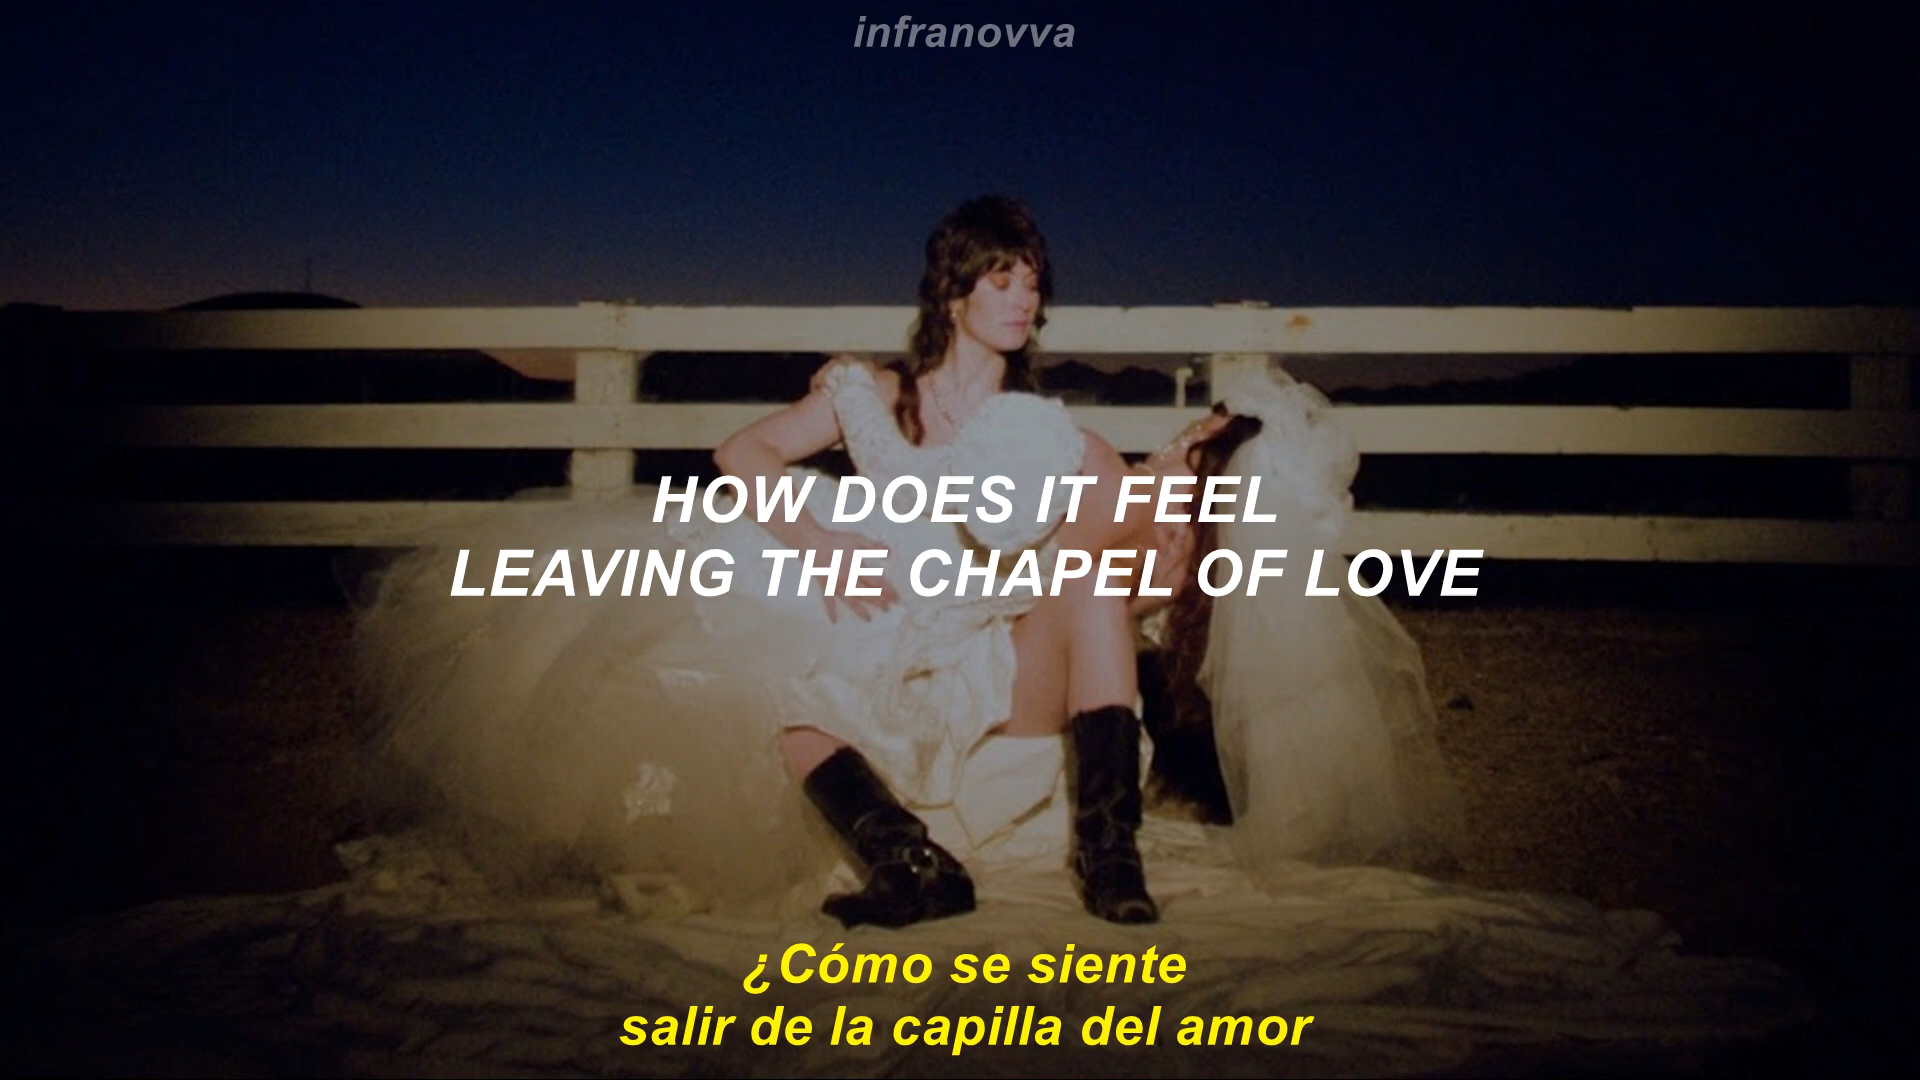 infranovva
HOW DOES IT FEEL
LEAVING THE CHAPEL OF LOVE
¿Cómo se siente
salir de la capilla del amor